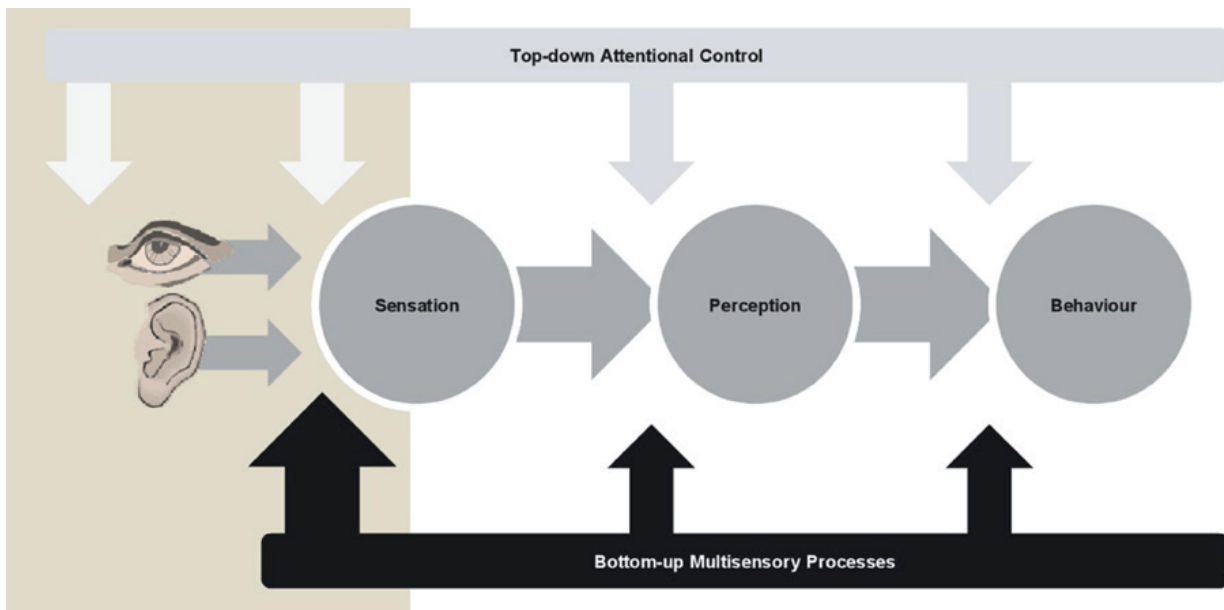 Top-down Attentional Control
Sensation
Perception
Behaviour
Bottom-up Multisensory Processes